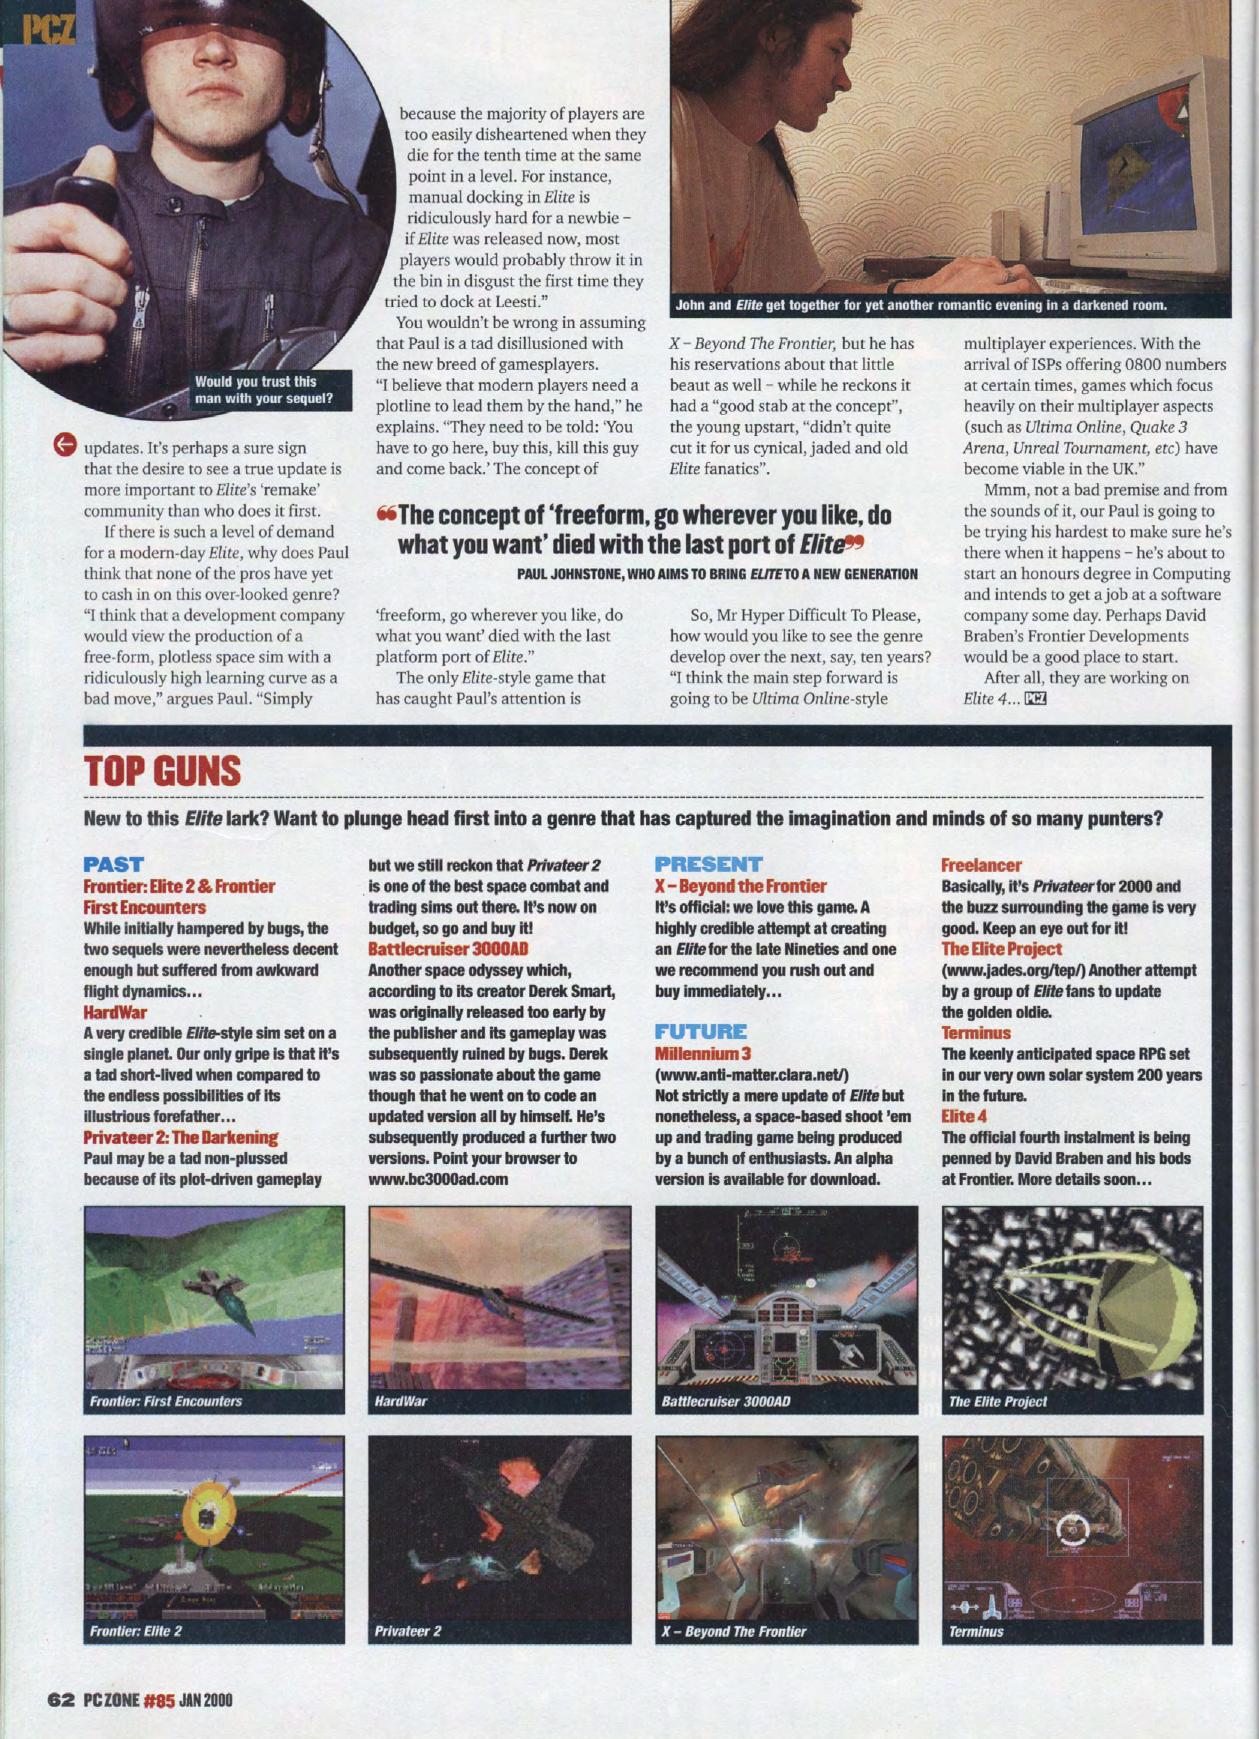 PCZ
Would you trust this
man with your sequel?
updates. It's perhaps a sure sign
that the desire to see a true update is
more important to Elite's 'remake'
community than who does it first.
If there is such a level of demand
for a modern-day Elite, why does Paul
think that none of the pros have yet
to cash in on this over-looked genre?
"I think that a development company
would view the production of a
free-form, plotless space sim with a
ridiculously high learning curve as a
bad move," argues Paul. "Simply
because the majority of players are
too easily disheartened when they
die for the tenth time at the same
point in a level. For instance,
manual docking in Elite is
ridiculously hard for a newbie –
if Elite was released now, most
players would probably throw it in
the bin in disgust the first time they
tried to dock at Leesti."
You wouldn't be wrong in assuming
that Paul is a tad disillusioned with
the new breed of gamesplayers.
"I believe that modern players need a
plotline to lead them by the hand," he
explains. "They need to be told: 'You
have to go here, buy this, kill this guy
and come back.' The concept of
'freeform, go wherever you like, do
what you want' died with the last
platform port of Elite."
The only Elite-style game that
has caught Paul's attention is
John and Elite get together for yet another romantic evening in a darkened room.
X – Beyond The Frontier, but he has
his reservations about that little
beaut as well – while he reckons it
had a "good stab at the concept",
the young upstart, "didn't quite
cut it for us cynical, jaded and old
Elite fanatics".
"The concept of 'freeform, go wherever you like, do
what you want' died with the last port of Elite"
PAUL JOHNSTONE, WHO AIMS TO BRING ELITE TO A NEW GENERATION
So, Mr Hyper Difficult To Please,
how would you like to see the genre
develop over the next, say, ten years?
"I think the main step forward is
going to be Ultima Online-style
multiplayer experiences. With the
arrival of ISPs offering 0800 numbers
at certain times, games which focus
heavily on their multiplayer aspects
(such as Ultima Online, Quake 3
Arena, Unreal Tournament, etc) have
become viable in the UK."
Mmm, not a bad premise and from
the sounds of it, our Paul is going to
be trying his hardest to make sure he's
there when it happens – he's about to
start an honours degree in Computing
and intends to get a job at a software
company some day. Perhaps David
Braben's Frontier Developments
would be a good place to start.
After all, they are working on
Elite 4... PCZ
TOP GUNS
New to this Elite lark? Want to plunge head first into a genre that has captured the imagination and minds of so many punters?
PAST
Frontier: Elite 2 & Frontier
First Encounters
While initially hampered by bugs, the
two sequels were nevertheless decent
enough but suffered from awkward
flight dynamics...
HardWar
A very credible Elite-style sim set on a
single planet. Our only gripe is that it's
a tad short-lived when compared to
the endless possibilities of its
illustrious forefather...
Privateer 2: The Darkening
Paul may be a tad non-plussed
because of its plot-driven gameplay
but we still reckon that Privateer 2
is one of the best space combat and
trading sims out there. It's now on
budget, so go and buy it!
Battlecruiser 3000AD
Another space odyssey which,
according to its creator Derek Smart,
was originally released too early by
the publisher and its gameplay was
subsequently ruined by bugs. Derek
was so passionate about the game
though that he went on to code an
updated version all by himself. He's
subsequently produced a further two
versions. Point your browser to
www.bc3000ad.com
PRESENT
X – Beyond the Frontier
It's official: we love this game. A
highly credible attempt at creating
an Elite for the late Nineties and one
we recommend you rush out and
buy immediately...
FUTURE
Millennium 3
(www.anti-matter.clara.net/)
Not strictly a mere update of Elite but
nonetheless, a space-based shoot 'em
up and trading game being produced
by a bunch of enthusiasts. An alpha
version is available for download.
Freelancer
Basically, it's Privateer for 2000 and
the buzz surrounding the game is very
good. Keep an eye out for it!
The Elite Project
(www.jades.org/tep/) Another attempt
by a group of Elite fans to update
the golden oldie.
Terminus
The keenly anticipated space RPG set
in our very own solar system 200 years
in the future.
Elite 4
The official fourth instalment is being
penned by David Braben and his bods
at Frontier. More details soon...
Frontier: First Encounters
HardWar
Battlecruiser 3000AD
The Elite Project
Frontier: Elite 2
Privateer 2
X – Beyond The Frontier
Terminus
62 PC ZONE #85 JAN 2000